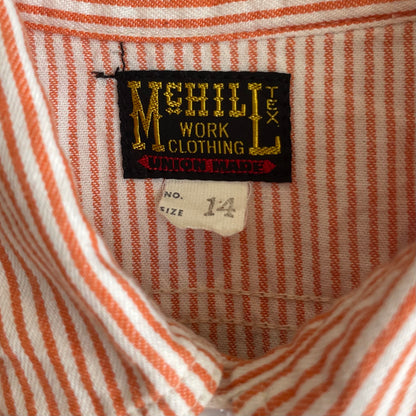 McHILL TEX.
WORK
CLOTHING
UNION MADE
NO.
SIZE 14